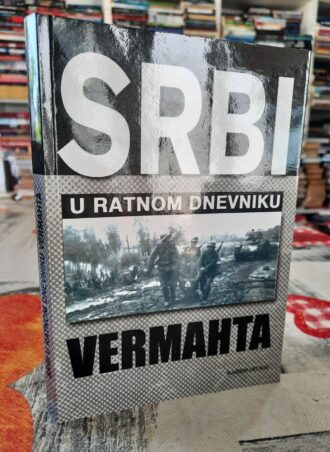 SRBI
U RATNOM DNEVNIKU
VERMAHTA